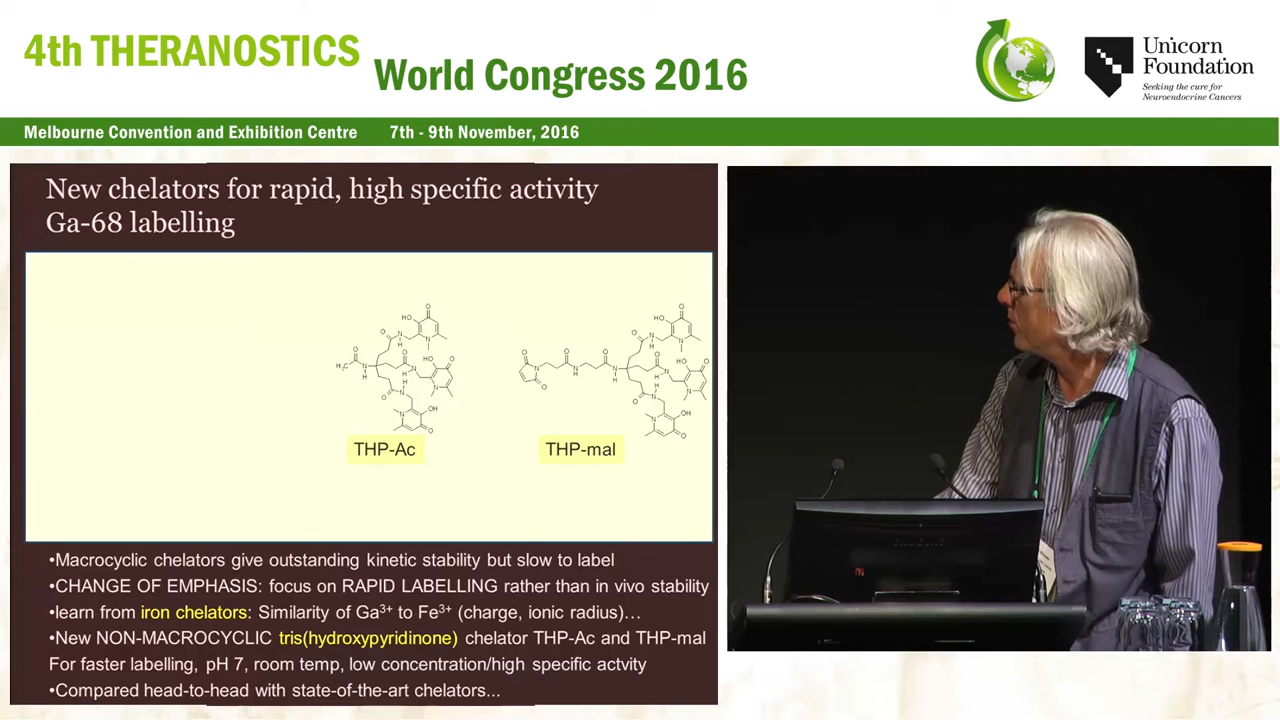 4th THERANOSTICS
World Congress 2016
Unicorn
Foundation
Seeking the cure for
Neuroendocrine Cancers
Melbourne Convention and Exhibition Centre 7th - 9th November, 2016
New chelators for rapid, high specific activity
Ga-68 labelling
THP-Ac
THP-mal
•Macrocyclic chelators give outstanding kinetic stability but slow to label
•CHANGE OF EMPHASIS: focus on RAPID LABELLING rather than in vivo stability
•learn from iron chelators: Similarity of Ga³⁺ to Fe³⁺ (charge, ionic radius)…
•New NON-MACROCYCLIC tris(hydroxypyridinone) chelator THP-Ac and THP-mal
For faster labelling, pH 7, room temp, low concentration/high specific actvity
•Compared head-to-head with state-of-the-art chelators...